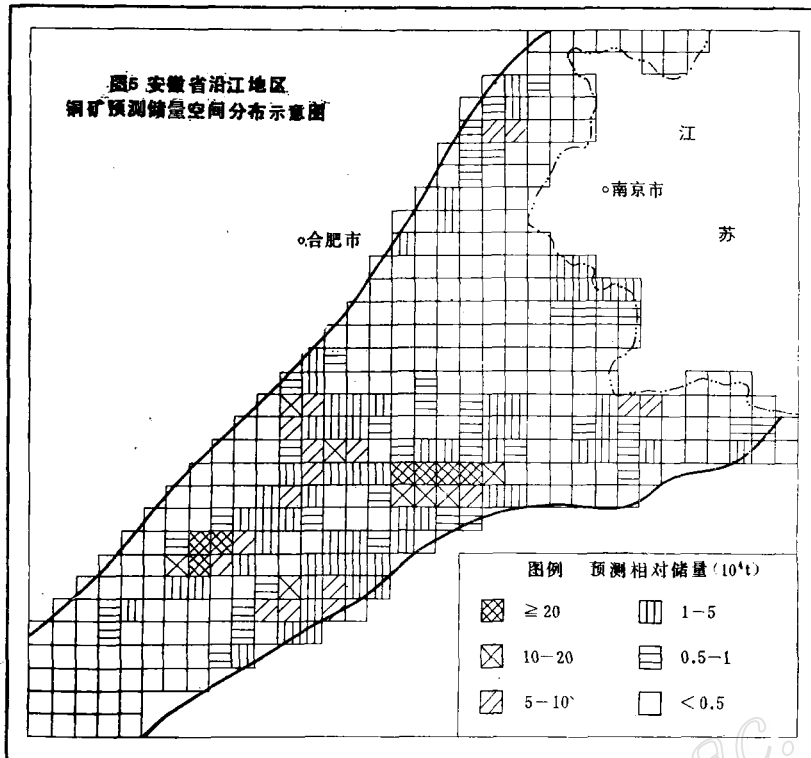 图5 安徽省沿江地区
铜矿预测储量空间分布示意图
江
南京市
合肥市
苏
图例 预测相对储量(10⁴t)
≧20 1-5
10-20 0.5-1
5-10 <0.5